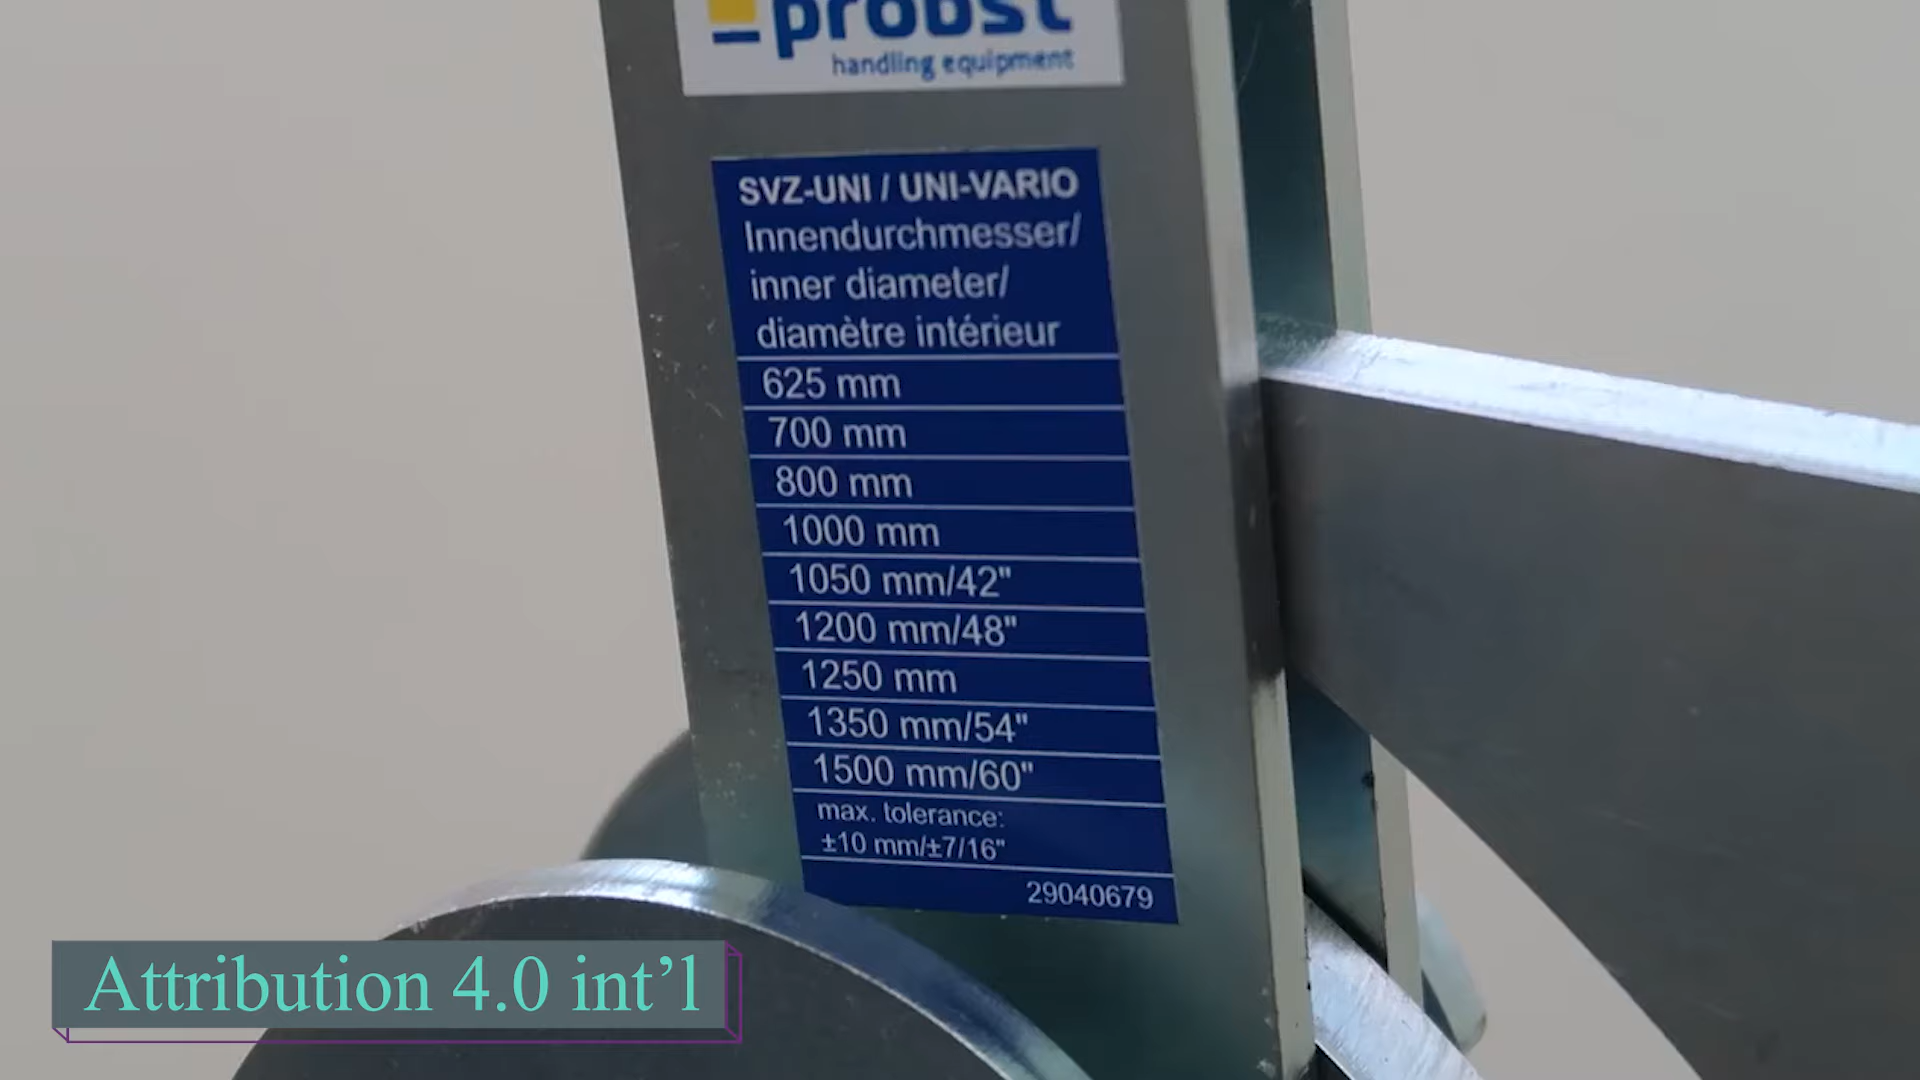 probst
handling equipment
SVZ-UNI / UNI-VARIO
Innendurchmesser/
inner diameter/
diamètre intérieur
625 mm
700 mm
800 mm
1000 mm
1050 mm/42"
1200 mm/48"
1250 mm
1350 mm/54"
1500 mm/60"
max. tolerance:
±10 mm/±7/16"
29040679
Attribution 4.0 int’l